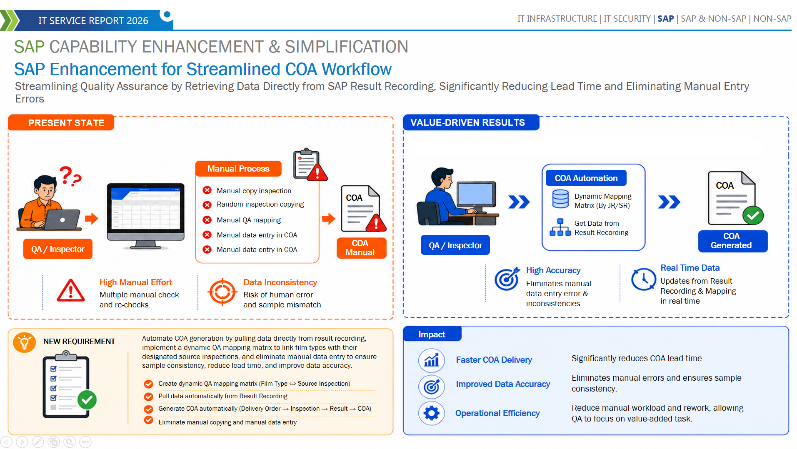 IT SERVICE REPORT 2026
IT INFRASTRUCTURE | IT SECURITY | SAP | SAP & NON-SAP | NON-SAP
SAP CAPABILITY ENHANCEMENT & SIMPLIFICATION
SAP Enhancement for Streamlined COA Workflow
Streamlining Quality Assurance by Retrieving Data Directly from SAP Result Recording, Significantly Reducing Lead Time and Eliminating Manual Entry
Errors
PRESENT STATE
??
QA / Inspector
Manual Process
Manual copy inspection
Random inspection copying
Manual QA mapping
Manual data entry in COA
Manual data entry in COA
COA
COA
Manual
High Manual Effort
Multiple manual check
and re-checks.
Data Inconsistency
Risk of human error
and sample mismatch
VALUE-DRIVEN RESULTS
QA / Inspector
COA Automation
Dynamic Mapping
Matrix (D/JR/SR)
Get Data from
Result Recording
COA
COA
Generated
High Accuracy
Eliminates manual
data entry error &
inconsistencies
Real Time Data
Updates from Result
Recording & Mapping
in real time
NEW REQUIREMENT
Automate COA generation by pulling data directly from result recording,
implement a dynamic QA mapping matrix to link film types with their
designated source inspections, and eliminate manual data entry to ensure
sample consistency, reduce lead time, and improve data accuracy.
Create dynamic QA mapping matrix (Film Type ⇔ Source Inspection)
Pull data automatically from Result Recording
Generate COA automatically (Delivery Order → Inspection → Result → COA)
Eliminate manual copying and manual data entry
Impact
Faster COA Delivery
Significantly reduces COA lead time
Improved Data Accuracy
Eliminates manual errors and ensures sample
consistency.
Operational Efficiency
Reduce manual workload and rework, allowing
QA to focus on value-added task.